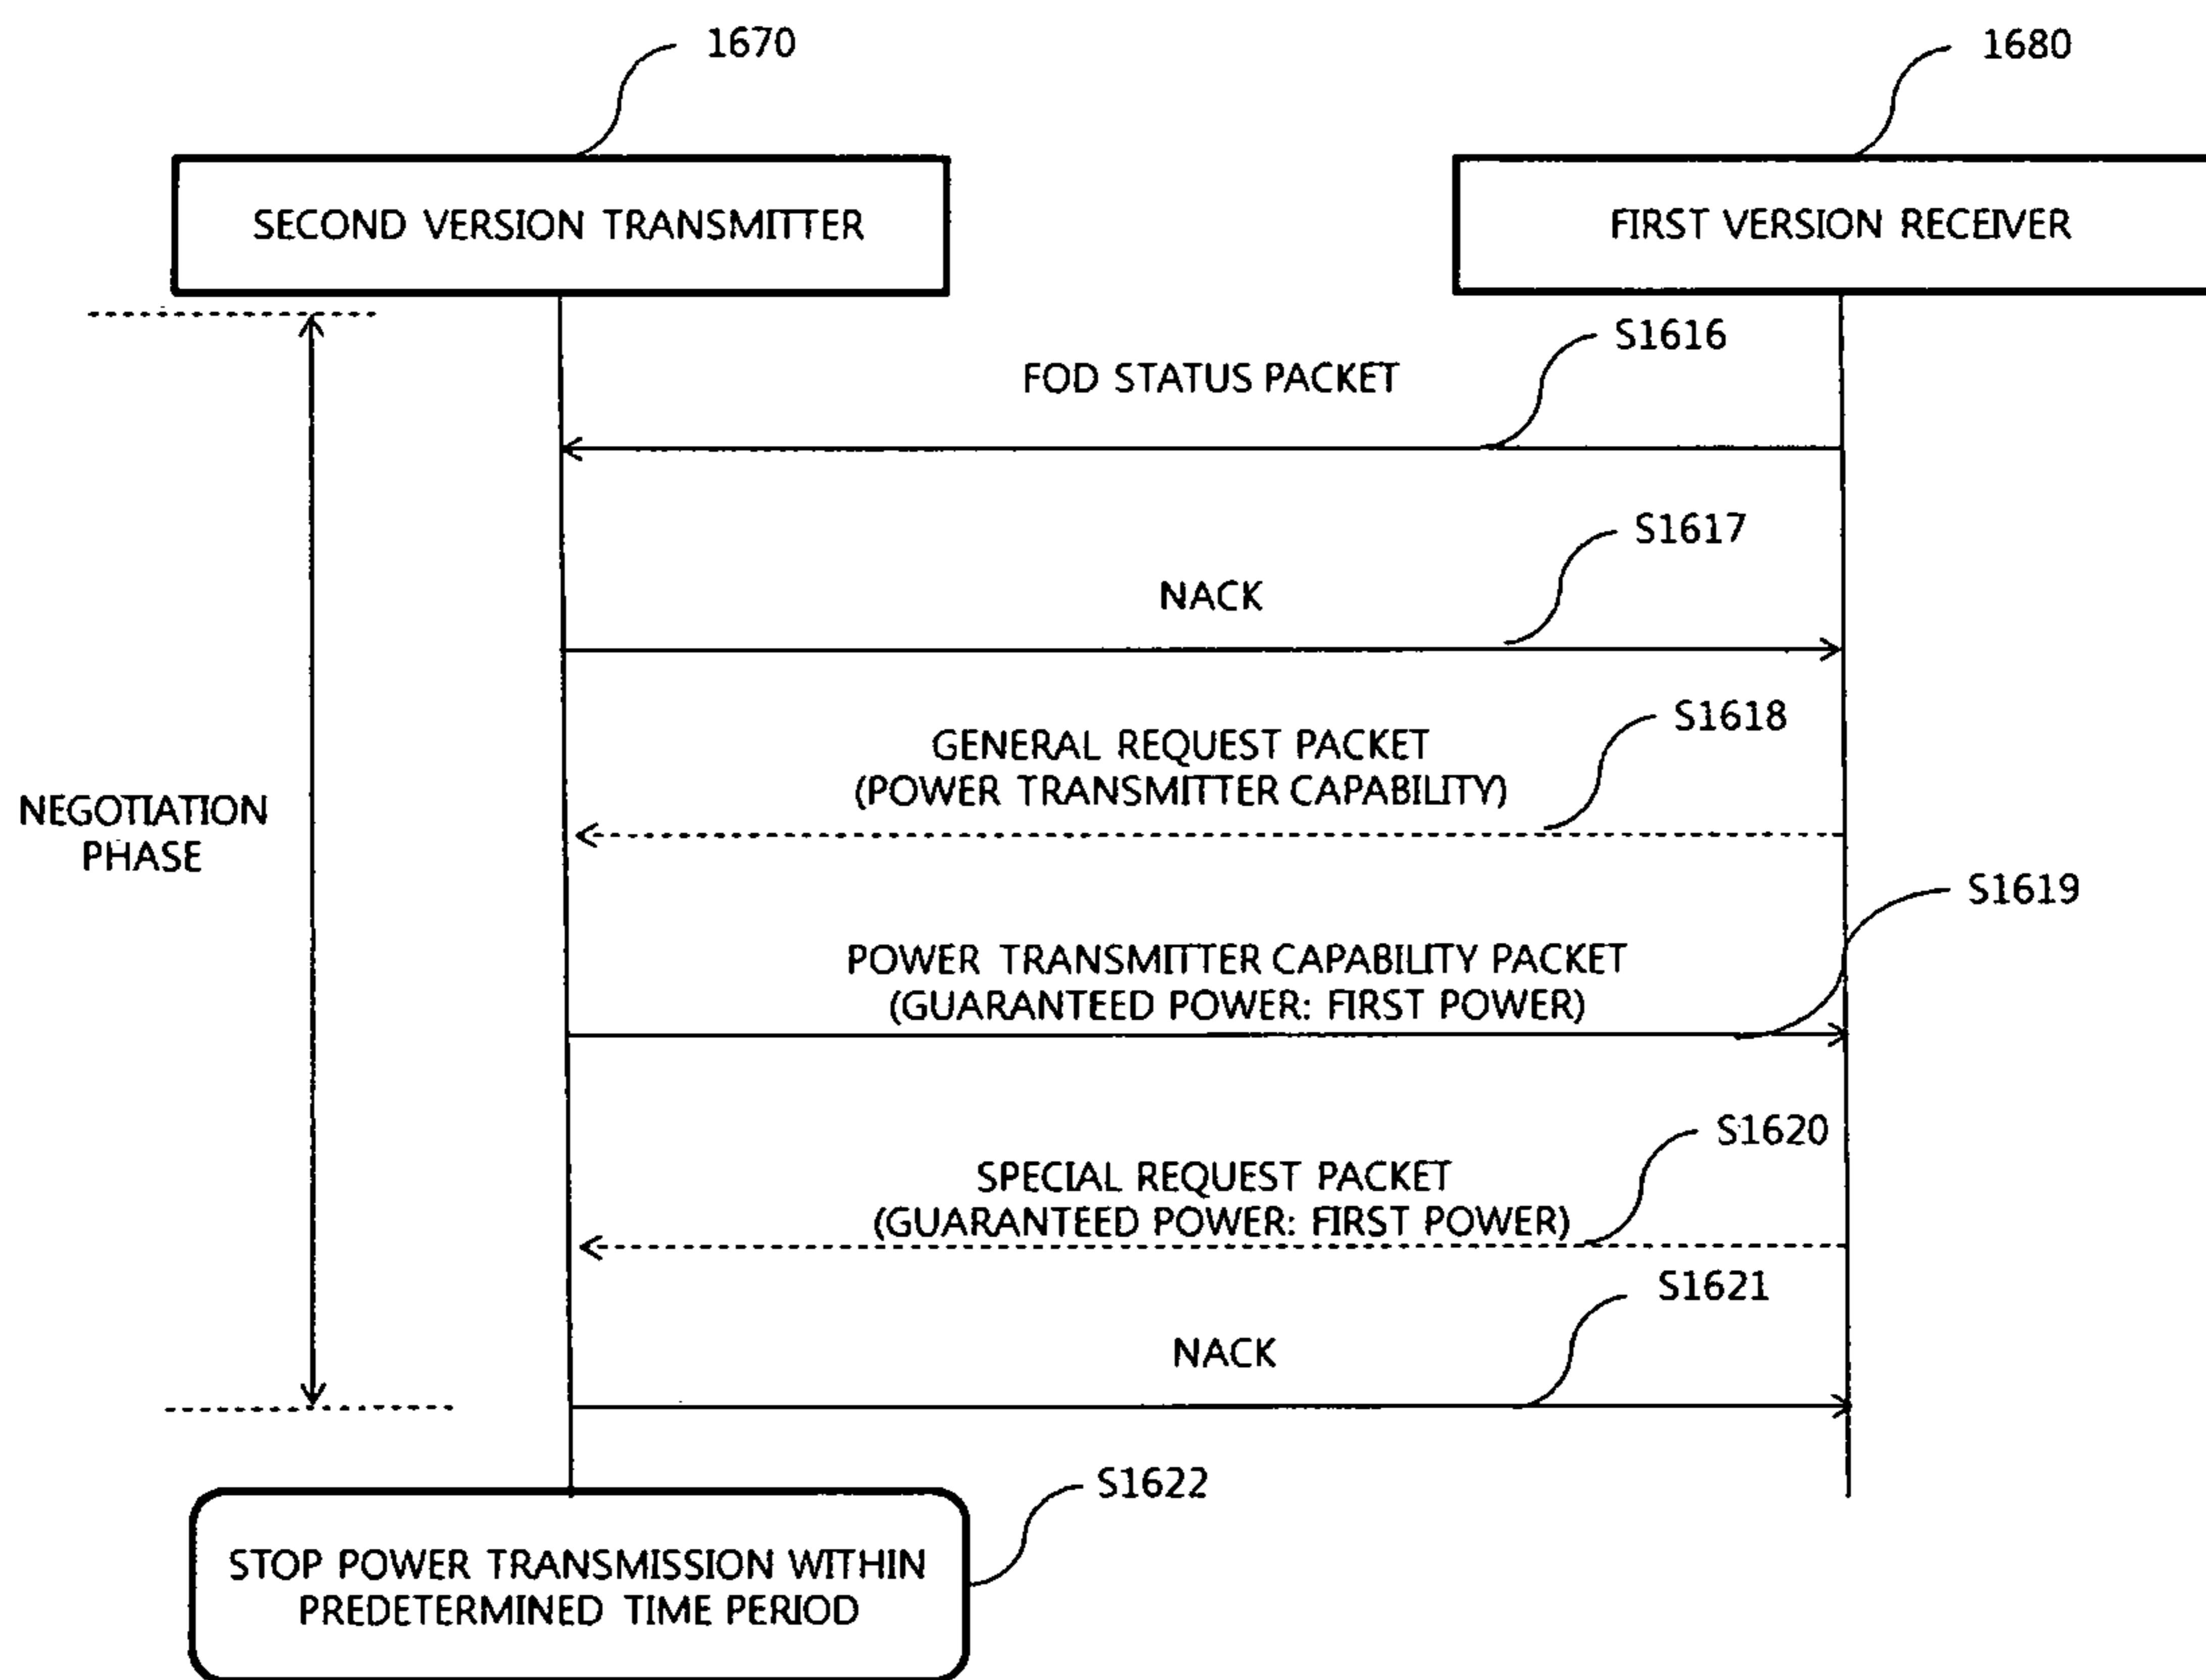 1670
1680
SECOND VERSION TRANSMITTER
FIRST VERSION RECEIVER
S1616
FOD STATUS PACKET
S1617
NACK
S1618
GENERAL REQUEST PACKET
(POWER TRANSMITTER CAPABILITY)
NEGOTIATION
PHASE
S1619
POWER TRANSMITTER CAPABILITY PACKET
(GUARANTEED POWER: FIRST POWER)
S1620
SPECIAL REQUEST PACKET
(GUARANTEED POWER: FIRST POWER)
S1621
NACK
S1622
STOP POWER TRANSMISSION WITHIN
PREDETERMINED TIME PERIOD